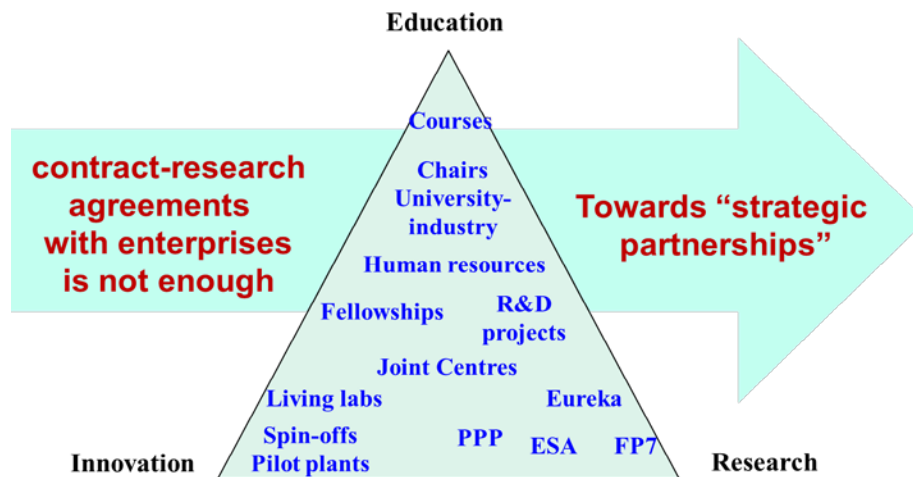 Education
Courses
contract-research
agreements
with enterprises
is not enough
Chairs
University-
industry
Towards “strategic
partnerships”
Human resources
Fellowships
R&D
projects
Joint Centres
Living labs
Eureka
Spin-offs
Pilot plants
PPP
ESA
FP7
Innovation
Research